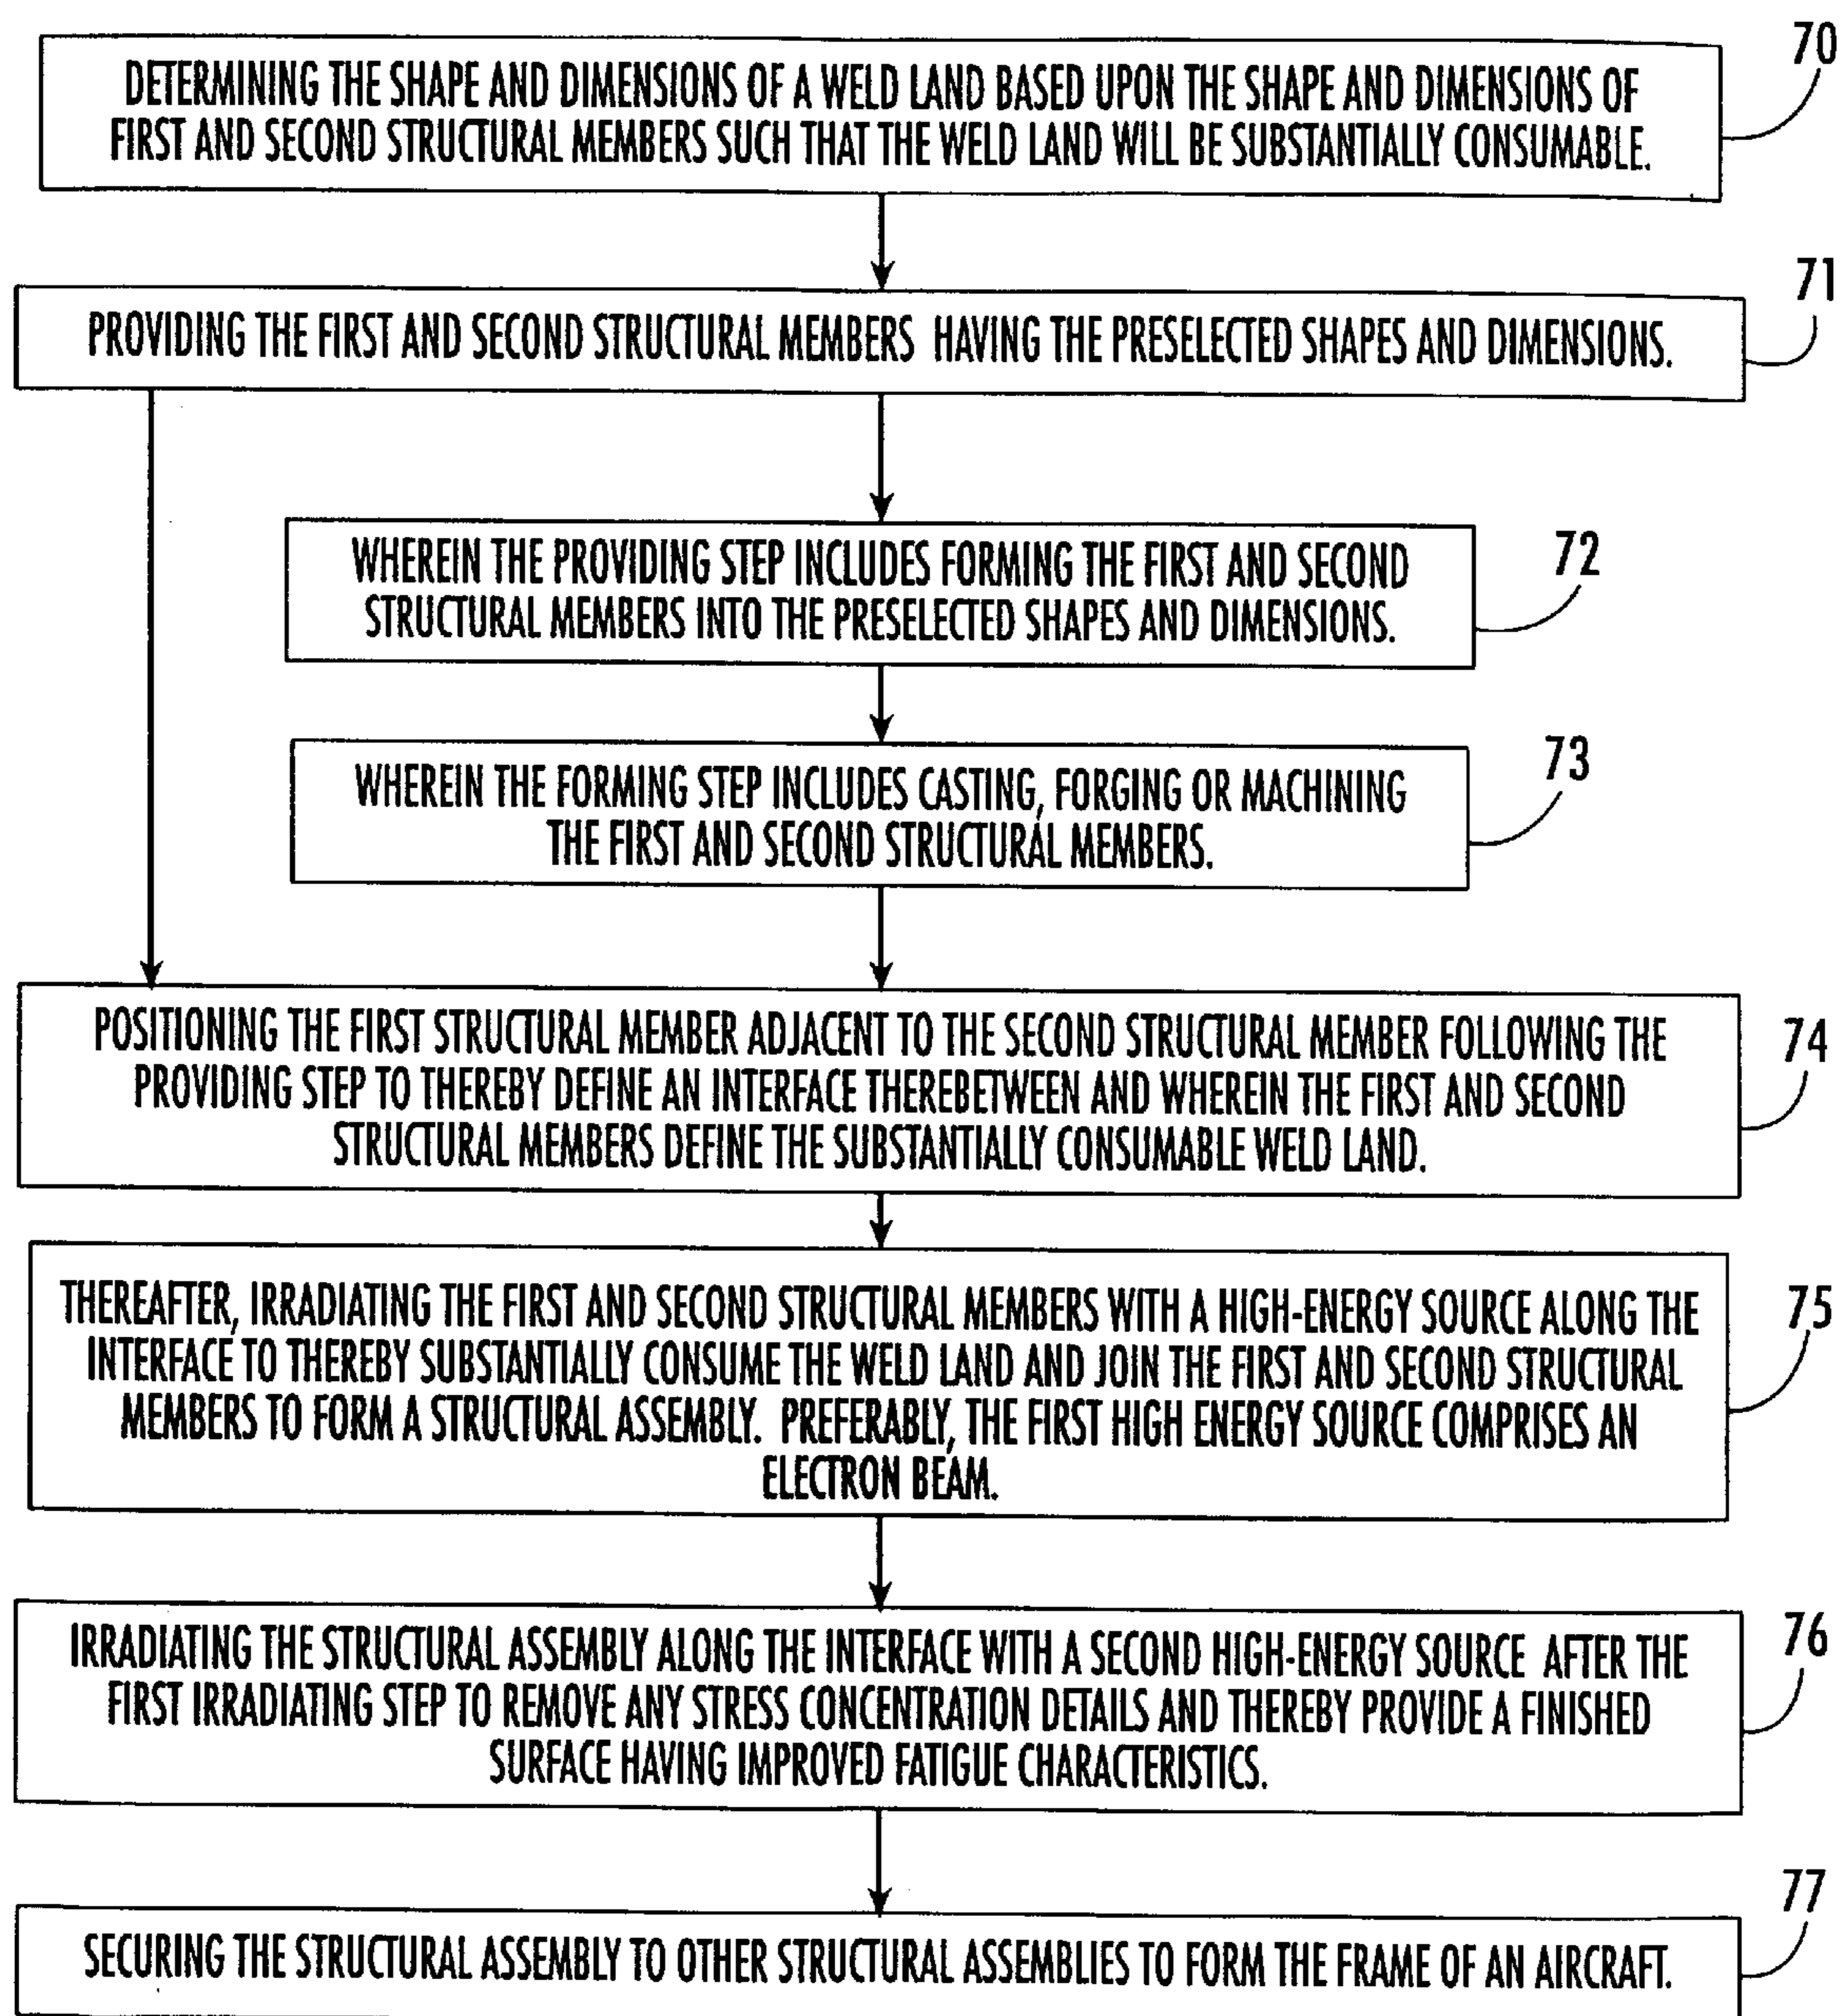 70
DETERMINING THE SHAPE AND DIMENSIONS OF A WELD LAND BASED UPON THE SHAPE AND DIMENSIONS OF
FIRST AND SECOND STRUCTURAL MEMBERS SUCH THAT THE WELD LAND WILL BE SUBSTANTIALLY CONSUMABLE.
71
PROVIDING THE FIRST AND SECOND STRUCTURAL MEMBERS HAVING THE PRESELECTED SHAPES AND DIMENSIONS.
72
WHEREIN THE PROVIDING STEP INCLUDES FORMING THE FIRST AND SECOND
STRUCTURAL MEMBERS INTO THE PRESELECTED SHAPES AND DIMENSIONS.
73
WHEREIN THE FORMING STEP INCLUDES CASTING, FORGING OR MACHINING
THE FIRST AND SECOND STRUCTURAL MEMBERS.
74
POSITIONING THE FIRST STRUCTURAL MEMBER ADJACENT TO THE SECOND STRUCTURAL MEMBER FOLLOWING THE
PROVIDING STEP TO THEREBY DEFINE AN INTERFACE THEREBETWEEN AND WHEREIN THE FIRST AND SECOND
STRUCTURAL MEMBERS DEFINE THE SUBSTANTIALLY CONSUMABLE WELD LAND.
75
THEREAFTER, IRRADIATING THE FIRST AND SECOND STRUCTURAL MEMBERS WITH A HIGH-ENERGY SOURCE ALONG THE
INTERFACE TO THEREBY SUBSTANTIALLY CONSUME THE WELD LAND AND JOIN THE FIRST AND SECOND STRUCTURAL
MEMBERS TO FORM A STRUCTURAL ASSEMBLY. PREFERABLY, THE FIRST HIGH ENERGY SOURCE COMPRISES AN
ELECTRON BEAM.
76
IRRADIATING THE STRUCTURAL ASSEMBLY ALONG THE INTERFACE WITH A SECOND HIGH-ENERGY SOURCE AFTER THE
FIRST IRRADIATING STEP TO REMOVE ANY STRESS CONCENTRATION DETAILS AND THEREBY PROVIDE A FINISHED
SURFACE HAVING IMPROVED FATIGUE CHARACTERISTICS.
77
SECURING THE STRUCTURAL ASSEMBLY TO OTHER STRUCTURAL ASSEMBLIES TO FORM THE FRAME OF AN AIRCRAFT.